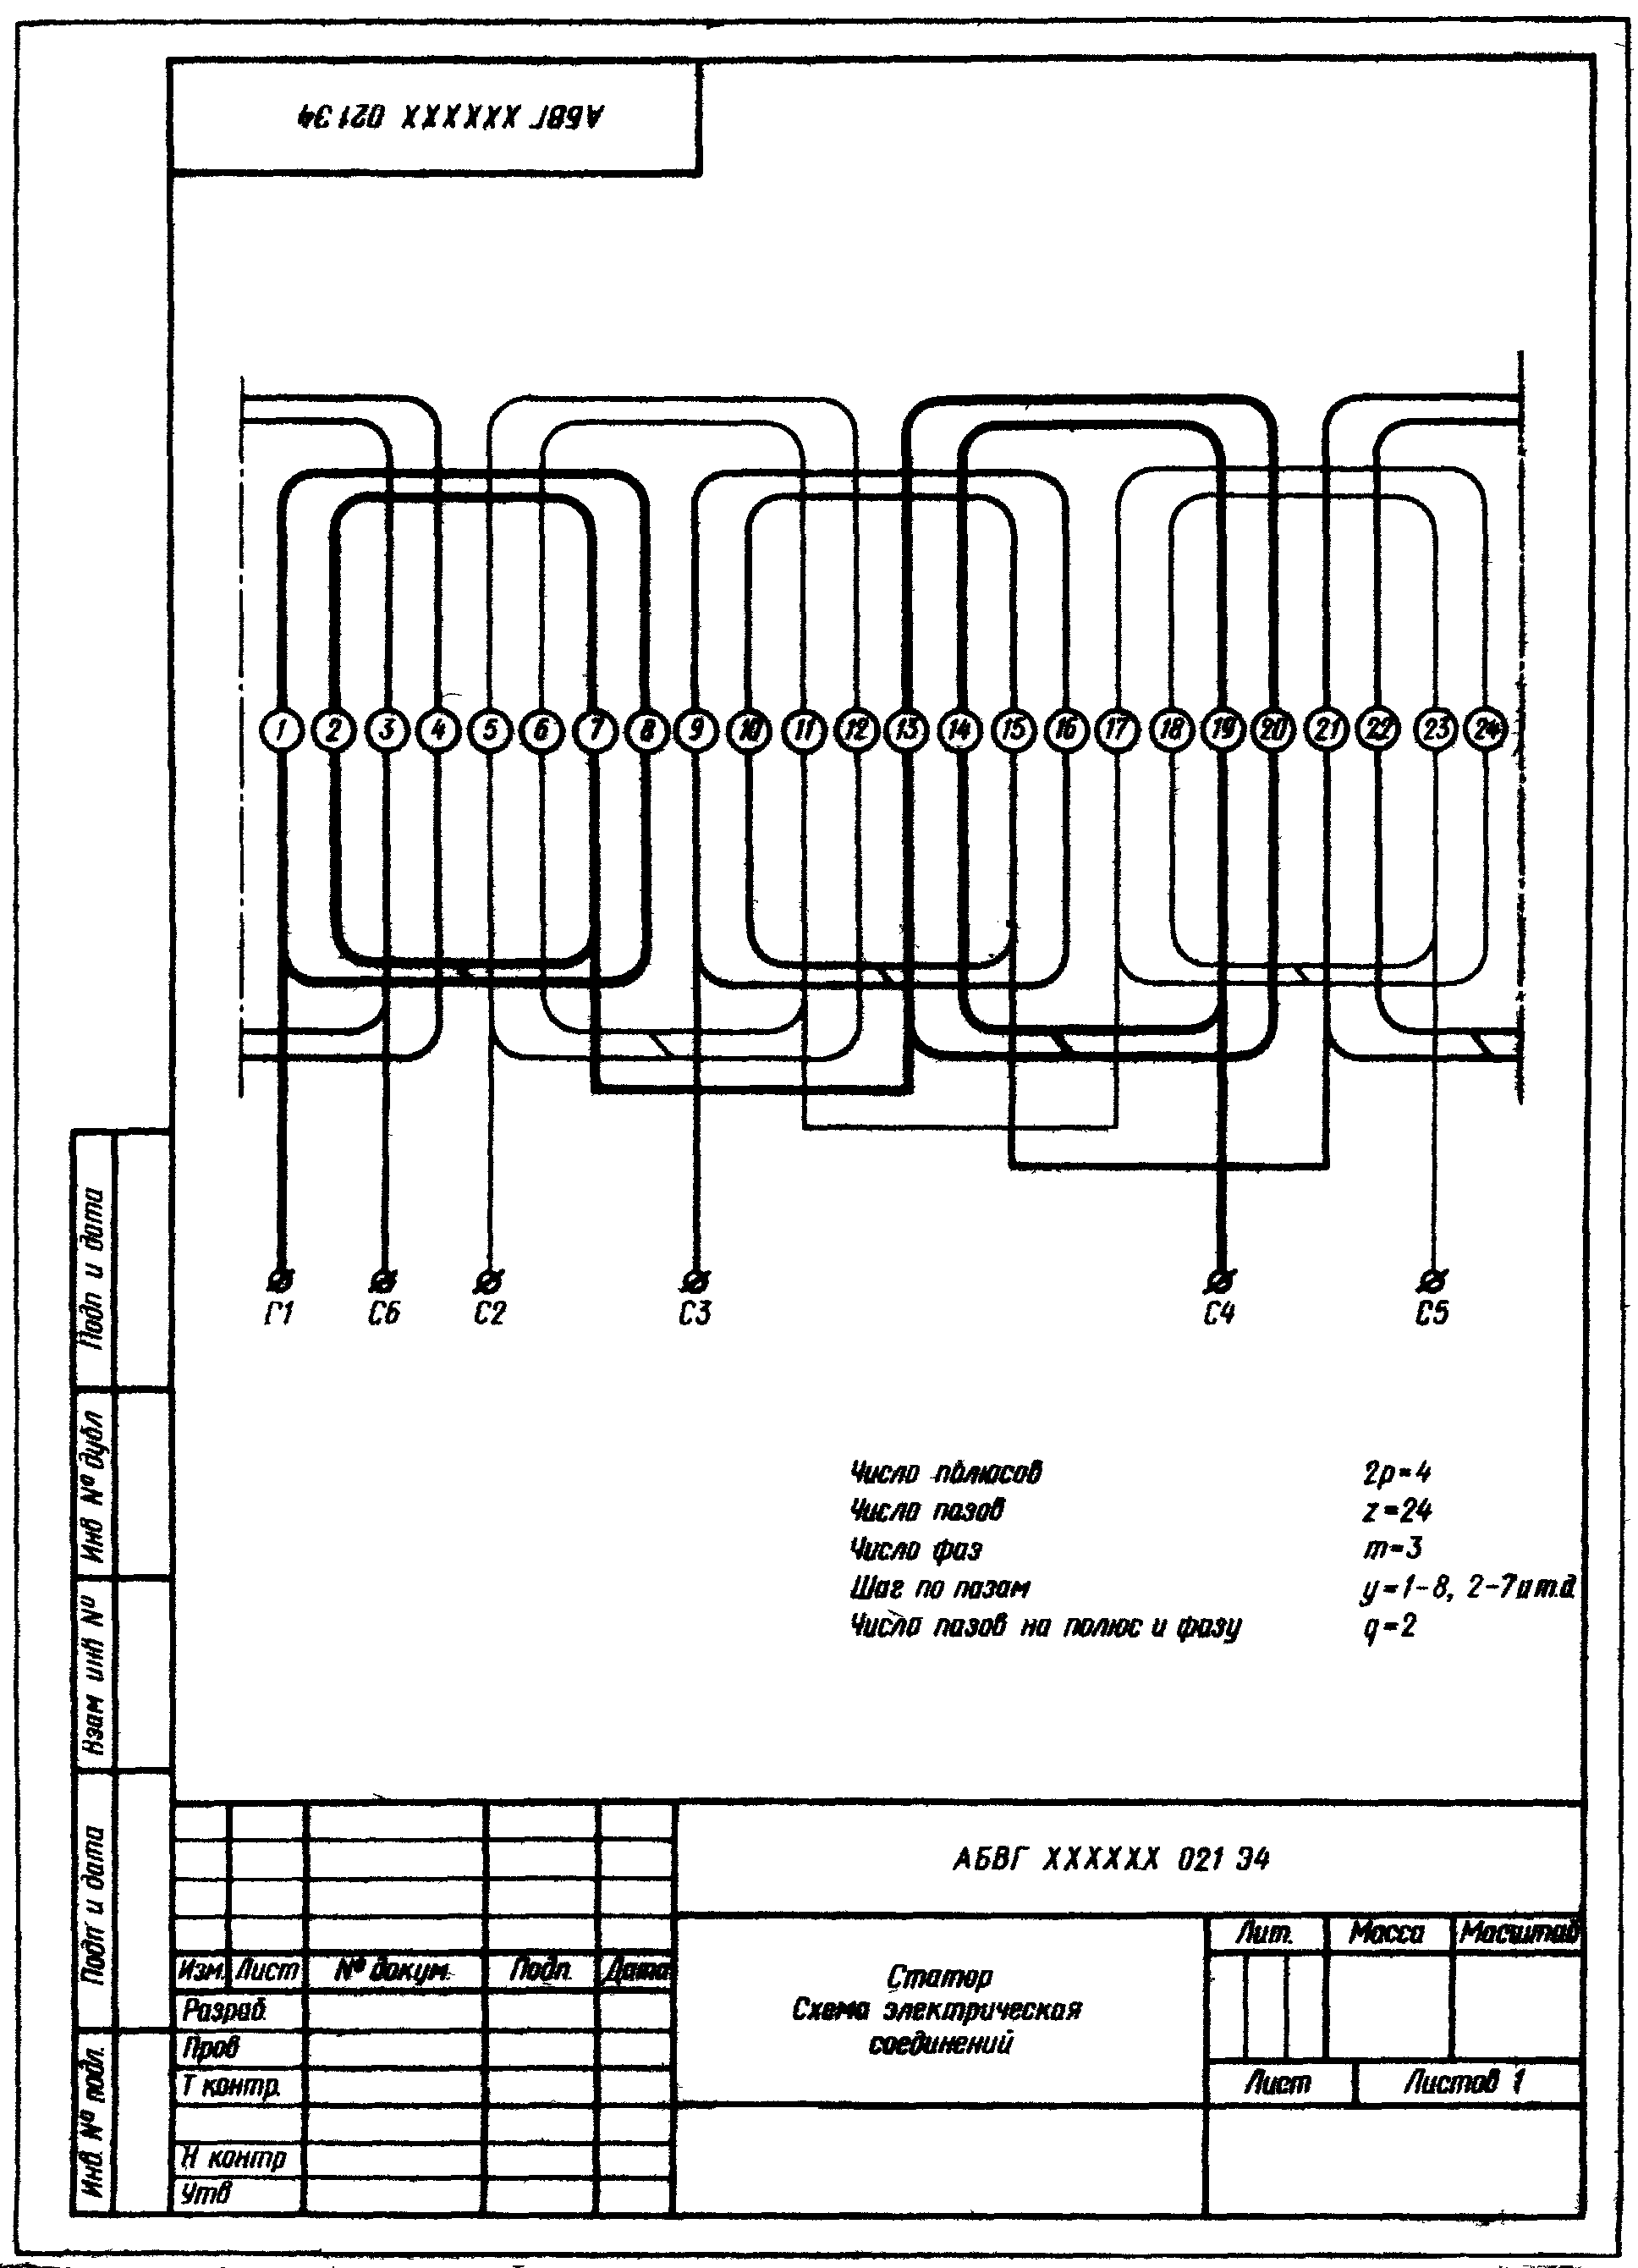 АБВГ ХХХХХХ 021 Э4
1 2 3 4 5 6 7 8 9 10 11 12 13 14 15 16 17 18 19 20 21 22 23 24
С1 С6 С2 С3 С4 С5
Число полюсов 2p=4
Число пазов z=24
Число фаз m=3
Шаг по пазам y=1-8, 2-7 и т.д.
Число пазов на полюс и фазу q=2
Подп и дата
Инв № дубл
Взам инв №
Подп и дата
Инв. № подл.
АБВГ ХХХХХХ 021 Э4
Лит. Масса Масштаб
Изм. Лист № докум. Подп. Дата
Статор
Схема электрическая
соединений
Разраб.
Пров
Т контр.
Лист Листов 1
Н контр
Утв